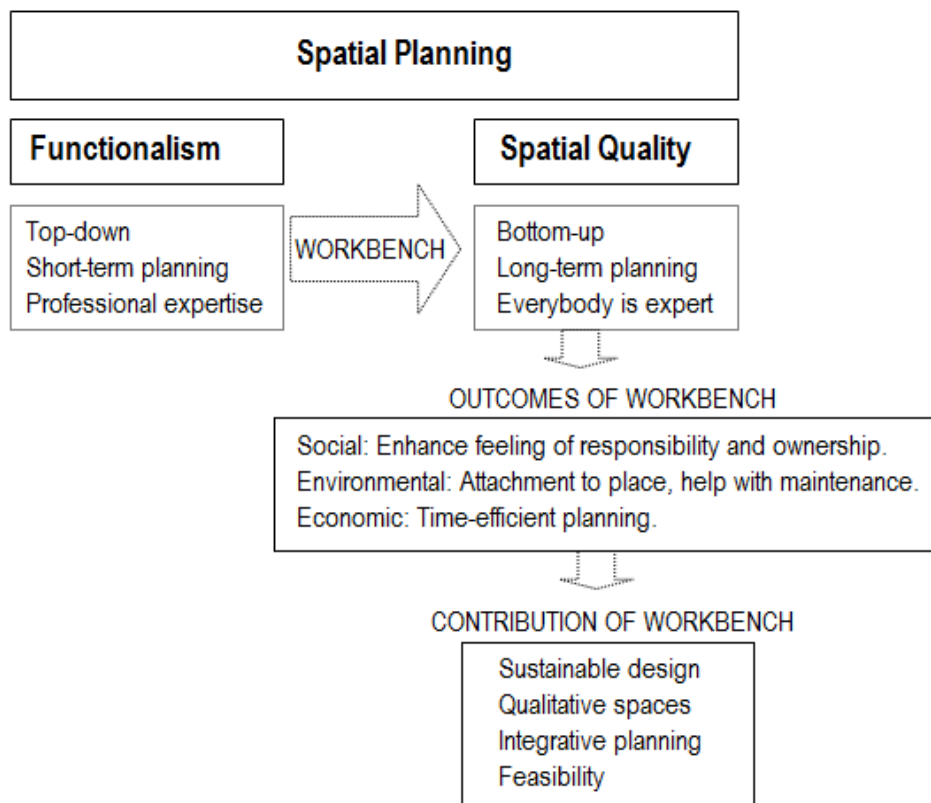 Spatial Planning
Functionalism
Spatial Quality
Top-down
Short-term planning
Professional expertise
WORKBENCH
Bottom-up
Long-term planning
Everybody is expert
OUTCOMES OF WORKBENCH
Social: Enhance feeling of responsibility and ownership.
Environmental: Attachment to place, help with maintenance.
Economic: Time-efficient planning.
CONTRIBUTION OF WORKBENCH
Sustainable design
Qualitative spaces
Integrative planning
Feasibility